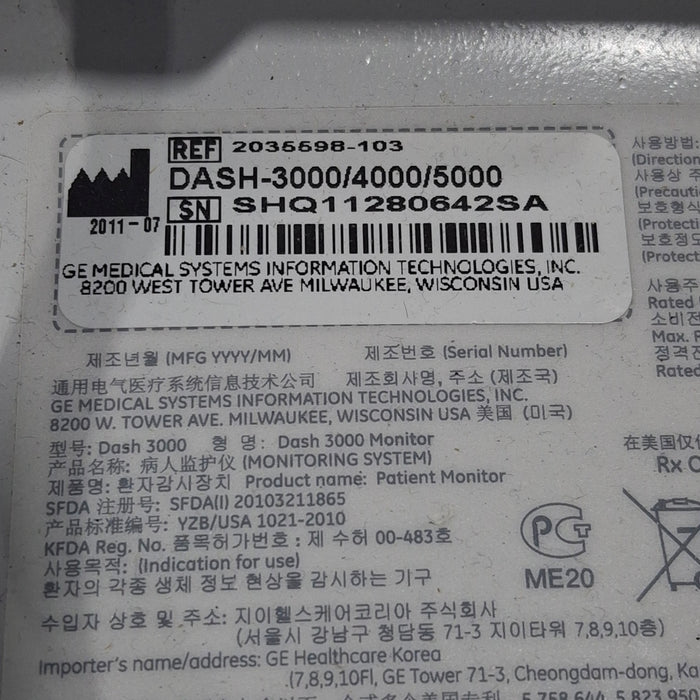 REF 2035598-103
DASH-3000/4000/5000
SN SHQ11280642SA
2011-07
GE MEDICAL SYSTEMS INFORMATION TECHNOLOGIES, INC.
8200 WEST TOWER AVE MILWAUKEE, WISCONSIN USA
제조년월 (MFG YYYY/MM) 제조번호 (Serial Number)
通用电气医疗系统信息技术公司 제조회사명, 주소 (제조국)
GE MEDICAL SYSTEMS INFORMATION TECHNOLOGIES, INC.
8200 W. TOWER AVE. MILWAUKEE, WISCONSIN USA 美国 (미국)
型号: Dash 3000 형 명: Dash 3000 Monitor
产品名称: 病人监护仪 (MONITORING SYSTEM)
제품명: 환자감시장치 Product name: Patient Monitor
SFDA 注册号: SFDA(I) 20103211865
产品标准编号: YZB/USA 1021-2010
KFDA Reg. No. 품목허가번호 : 제 수허 00-483호
사용목적: (Indication for use)
환자의 각종 생체 정보 현상을 감시하는 기구
수입자 상호 및 주소: 지이헬스케어코리아 주식회사
(서울시 강남구 청담동 71-3 지이타워 7,8,9,10층)
Importer's name/address: GE Healthcare Korea
(7,8,9,10Fl, GE Tower 71-3, Cheongdam-dong, Ka
사용방법:
(Direction
사용상 주
(Precauti
보호형식
(Protecti
보호정도
(Protect
사용주
Rated
소비전
Max. P
정격전
Rated
在美国仅
Rx O
PCT
ME20